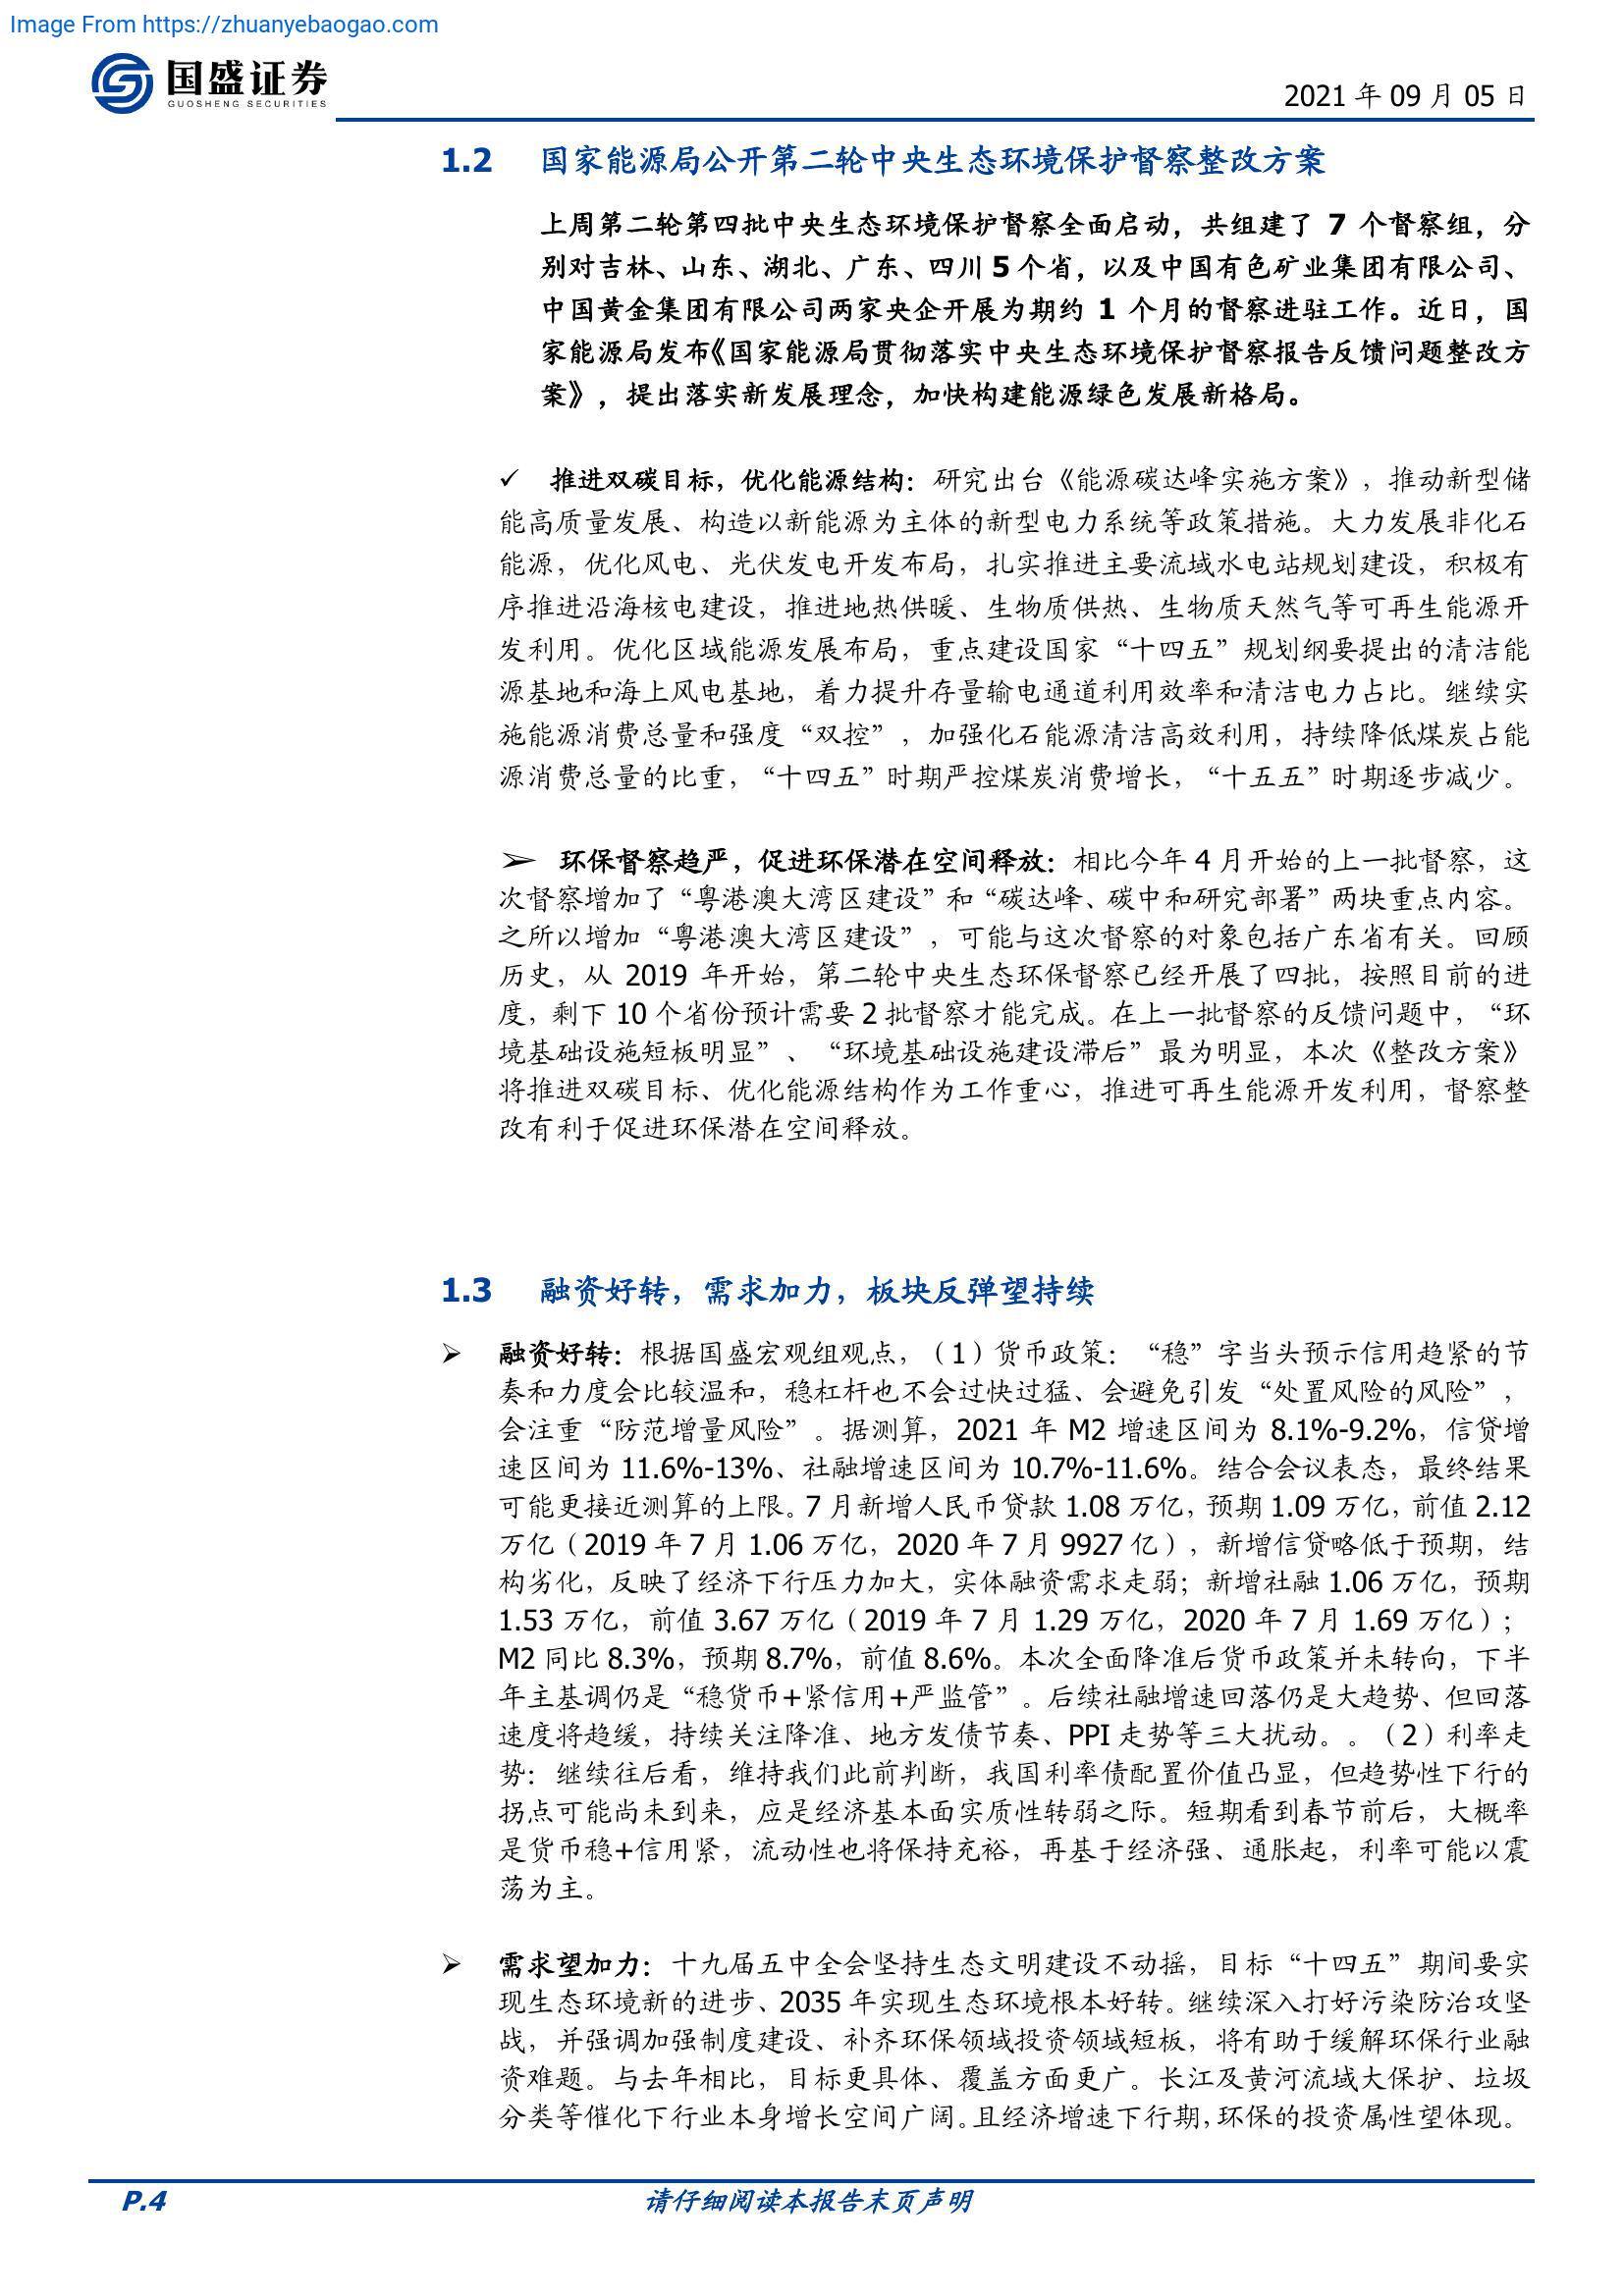 Image From https://zhuanyebaogao.com
国盛证券
GUOSHENG SECURITIES
2021 年 09 月 05 日
1.2 国家能源局公开第二轮中央生态环境保护督察整改方案
上周第二轮第四批中央生态环境保护督察全面启动，共组建了 7 个督察组，分
别对吉林、山东、湖北、广东、四川 5 个省，以及中国有色矿业集团有限公司、
中国黄金集团有限公司两家央企开展为期约 1 个月的督察进驻工作。近日，国
家能源局发布《国家能源局贯彻落实中央生态环境保护督察报告反馈问题整改方
案》，提出落实新发展理念，加快构建能源绿色发展新格局。
✓ 推进双碳目标，优化能源结构：研究出台《能源碳达峰实施方案》，推动新型储
能高质量发展、构造以新能源为主体的新型电力系统等政策措施。大力发展非化石
能源，优化风电、光伏发电开发布局，扎实推进主要流域水电站规划建设，积极有
序推进沿海核电建设，推进地热供暖、生物质供热、生物质天然气等可再生能源开
发利用。优化区域能源发展布局，重点建设国家“十四五”规划纲要提出的清洁能
源基地和海上风电基地，着力提升存量输电通道利用效率和清洁电力占比。继续实
施能源消费总量和强度“双控”，加强化石能源清洁高效利用，持续降低煤炭占能
源消费总量的比重，“十四五”时期严控煤炭消费增长，“十五五”时期逐步减少。
➢ 环保督察趋严，促进环保潜在空间释放：相比今年 4 月开始的上一批督察，这
次督察增加了“粤港澳大湾区建设”和“碳达峰、碳中和研究部署”两块重点内容。
之所以增加“粤港澳大湾区建设”，可能与这次督察的对象包括广东省有关。回顾
历史，从 2019 年开始，第二轮中央生态环保督察已经开展了四批，按照目前的进
度，剩下 10 个省份预计需要 2 批督察才能完成。在上一批督察的反馈问题中，“环
境基础设施短板明显”、“环境基础设施建设滞后”最为明显，本次《整改方案》
将推进双碳目标、优化能源结构作为工作重心，推进可再生能源开发利用，督察整
改有利于促进环保潜在空间释放。
1.3 融资好转，需求加力，板块反弹望持续
➢ 融资好转：根据国盛宏观组观点，（1）货币政策：“稳”字当头预示信用趋紧的节
奏和力度会比较温和，稳杠杆也不会过快过猛、会避免引发“处置风险的风险”，
会注重“防范增量风险”。据测算，2021 年 M2 增速区间为 8.1%-9.2%，信贷增
速区间为 11.6%-13%、社融增速区间为 10.7%-11.6%。结合会议表态，最终结果
可能更接近测算的上限。7 月新增人民币贷款 1.08 万亿，预期 1.09 万亿，前值 2.12
万亿（2019 年 7 月 1.06 万亿，2020 年 7 月 9927 亿），新增信贷略低于预期，结
构劣化，反映了经济下行压力加大，实体融资需求走弱；新增社融 1.06 万亿，预期
1.53 万亿，前值 3.67 万亿（2019 年 7 月 1.29 万亿，2020 年 7 月 1.69 万亿）；
M2 同比 8.3%，预期 8.7%，前值 8.6%。本次全面降准后货币政策并未转向，下半
年主基调仍是“稳货币+紧信用+严监管”。后续社融增速回落仍是大趋势、但回落
速度将趋缓，持续关注降准、地方发债节奏、PPI 走势等三大扰动。。（2）利率走
势：继续往后看，维持我们此前判断，我国利率债配置价值凸显，但趋势性下行的
拐点可能尚未到来，应是经济基本面实质性转弱之际。短期看到春节前后，大概率
是货币稳+信用紧，流动性也将保持充裕，再基于经济强、通胀起，利率可能以震
荡为主。
➢ 需求望加力：十九届五中全会坚持生态文明建设不动摇，目标“十四五”期间要实
现生态环境新的进步、2035 年实现生态环境根本好转。继续深入打好污染防治攻坚
战，并强调加强制度建设、补齐环保领域投资领域短板，将有助于缓解环保行业融
资难题。与去年相比，目标更具体、覆盖方面更广。长江及黄河流域大保护、垃圾
分类等催化下行业本身增长空间广阔。且经济增速下行期，环保的投资属性望体现。
P.4 请仔细阅读本报告末页声明